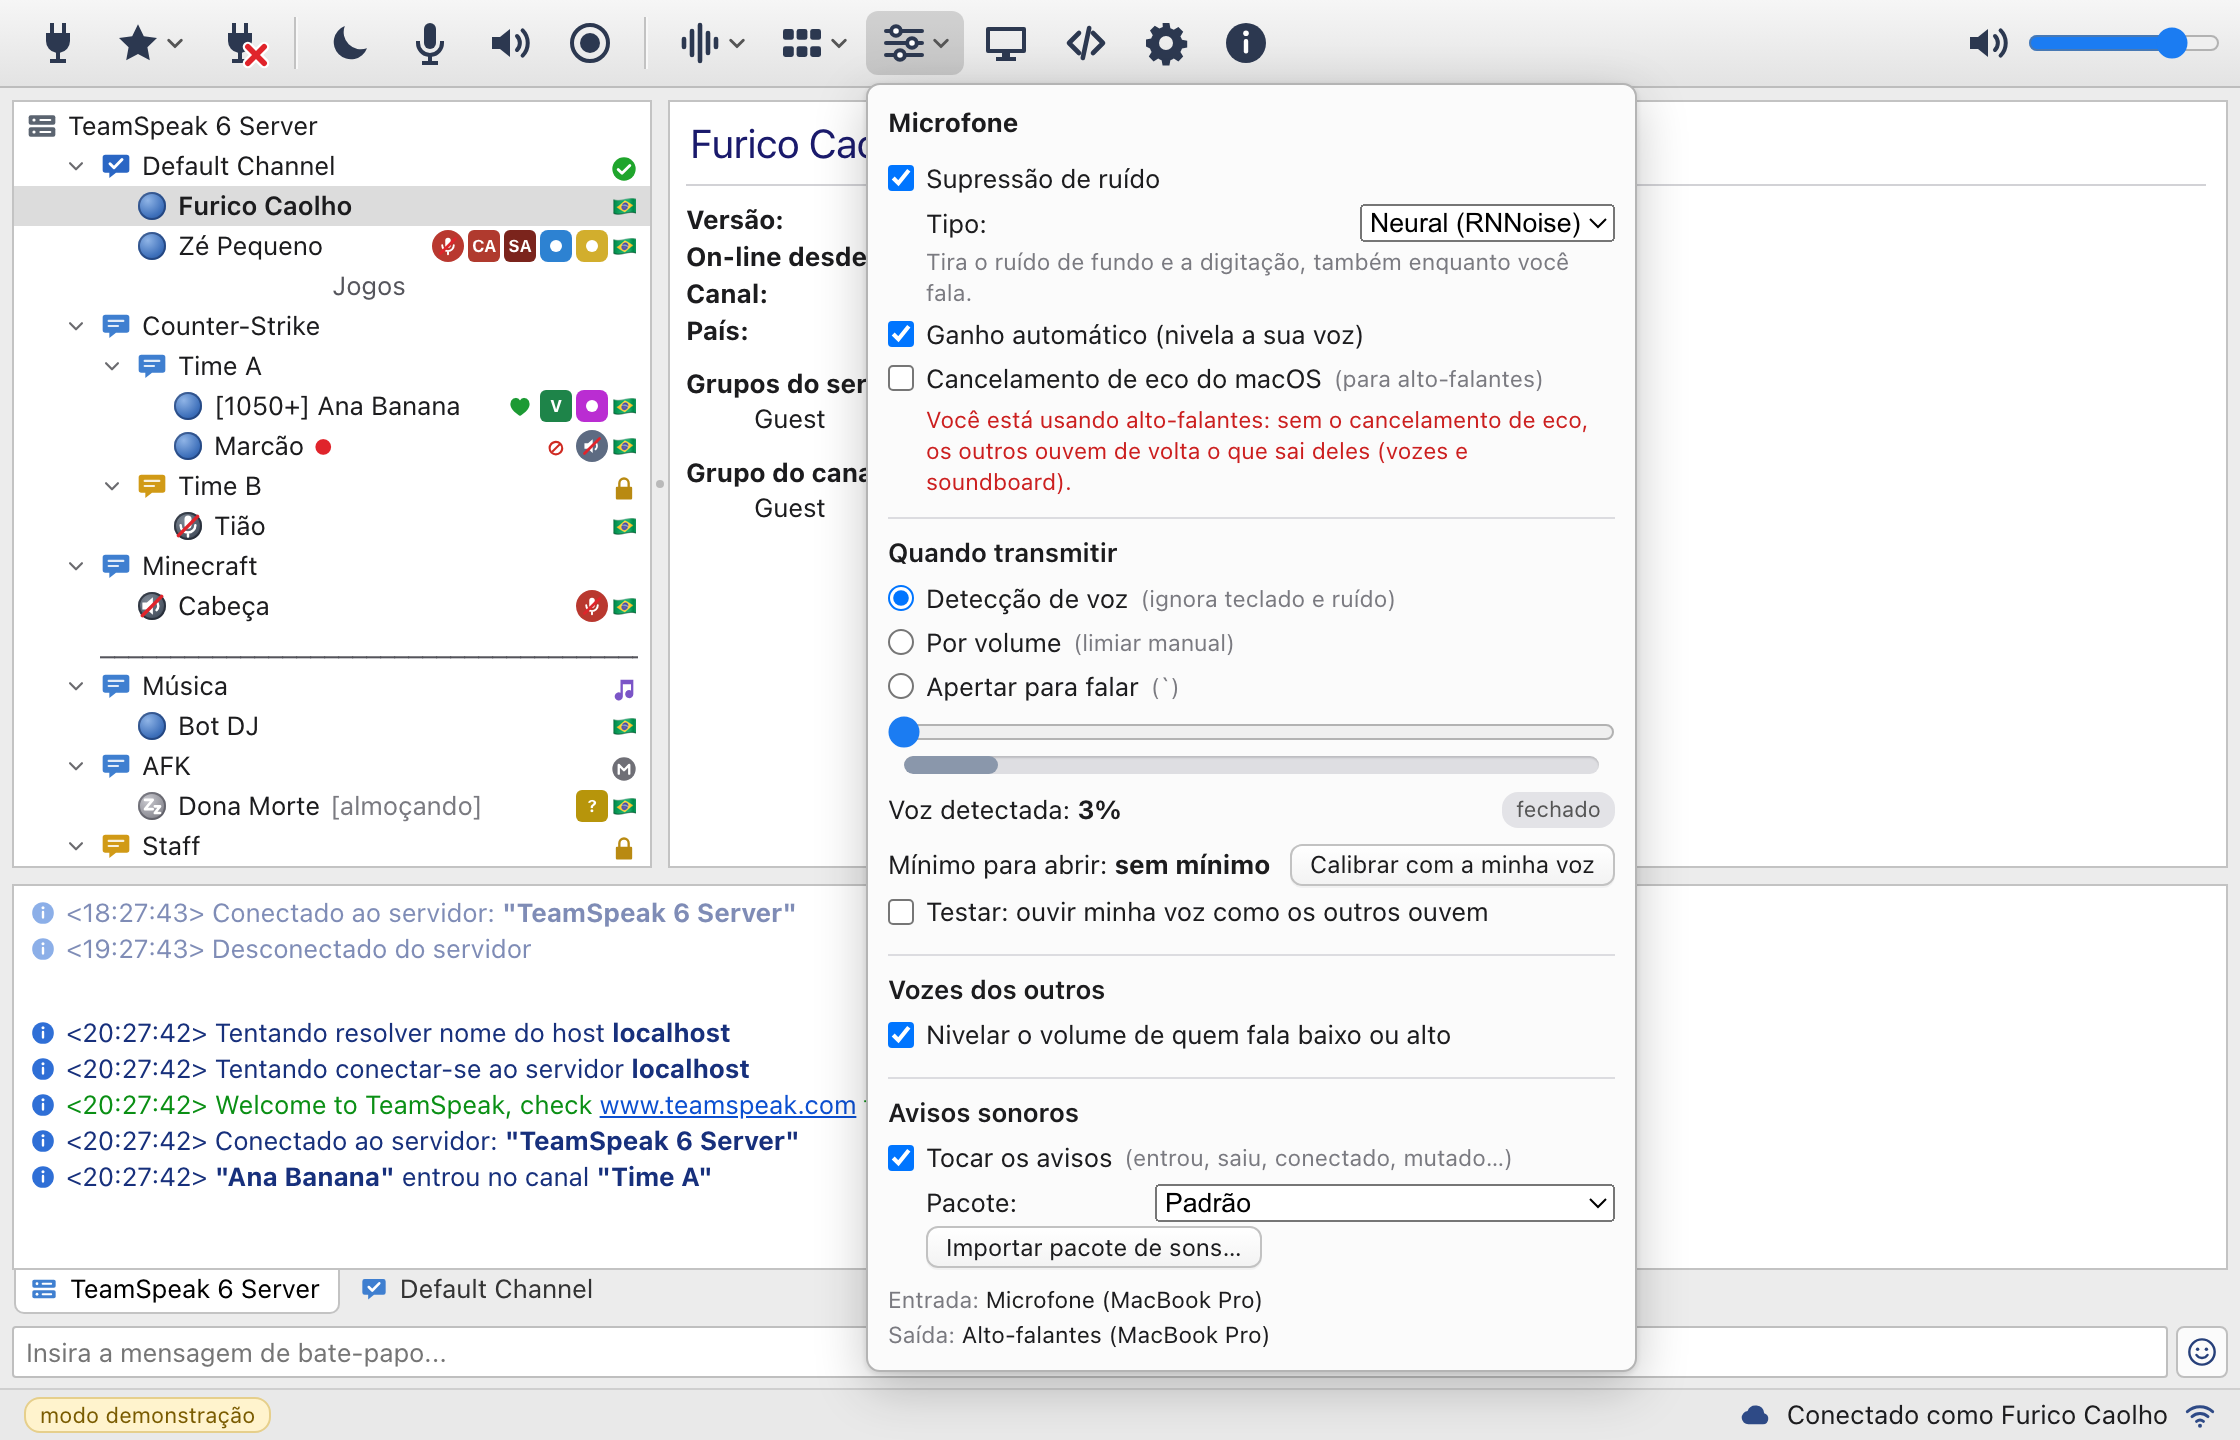 TeamSpeak 6 Server
Default Channel
Furico Caolho
Zé Pequeno CA SA
Jogos
Counter-Strike
Time A
[1050+] Ana Banana V
Marcão
Time B
Tião
Minecraft
Cabeça
Música
Bot DJ
AFK M
Dona Morte [almoçando] ?
Staff
Versão:
On-line desde
Canal:
País:
Guest
Guest
Microfone
Supressão de ruído
Tipo: Neural (RNNoise)
Tira o ruído de fundo e a digitação, também enquanto você
fala.
Ganho automático (nivela a sua voz)
Cancelamento de eco do macOS (para alto-falantes)
Você está usando alto-falantes: sem o cancelamento de eco,
os outros ouvem de volta o que sai deles (vozes e
soundboard).
Quando transmitir
Detecção de voz (ignora teclado e ruído)
Por volume (limiar manual)
Apertar para falar (`)
Voz detectada: 3% fechado
Mínimo para abrir: sem mínimo Calibrar com a minha voz
Testar: ouvir minha voz como os outros ouvem
Vozes dos outros
Nivelar o volume de quem fala baixo ou alto
Avisos sonoros
Tocar os avisos (entrou, saiu, conectado, mutado...)
Pacote: Padrão
Importar pacote de sons...
Entrada: Microfone (MacBook Pro)
Saída: Alto-falantes (MacBook Pro)
<18:27:43> Conectado ao servidor: "TeamSpeak 6 Server"
<19:27:43> Desconectado do servidor
<20:27:42> Tentando resolver nome do host localhost
<20:27:42> Tentando conectar-se ao servidor localhost
<20:27:42> Welcome to TeamSpeak, check www.teamspeak.com
<20:27:42> Conectado ao servidor: "TeamSpeak 6 Server"
<20:27:42> "Ana Banana" entrou no canal "Time A"
TeamSpeak 6 Server Default Channel
Insira a mensagem de bate-papo...
modo demonstração
Conectado como Furico Caolho